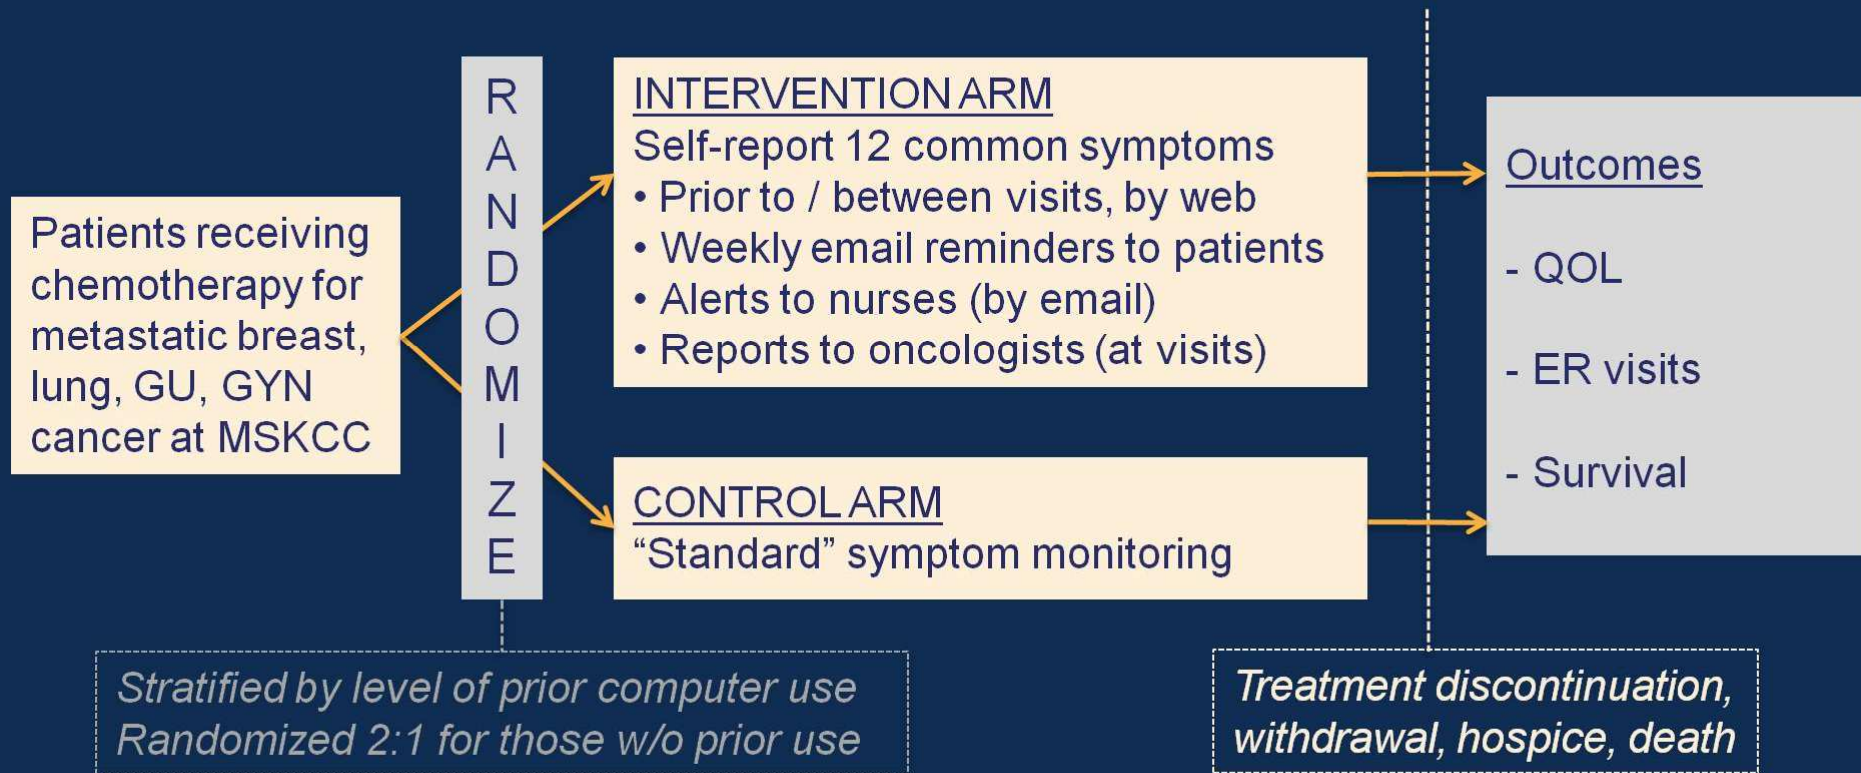 Patients receiving
chemotherapy for
metastatic breast,
lung, GU, GYN
cancer at MSKCC
R
A
N
D
O
M
I
Z
E
INTERVENTION ARM
Self-report 12 common symptoms
• Prior to / between visits, by web
• Weekly email reminders to patients
• Alerts to nurses (by email)
• Reports to oncologists (at visits)
CONTROL ARM
“Standard” symptom monitoring
Outcomes
- QOL
- ER visits
- Survival
Stratified by level of prior computer use
Randomized 2:1 for those w/o prior use
Treatment discontinuation,
withdrawal, hospice, death